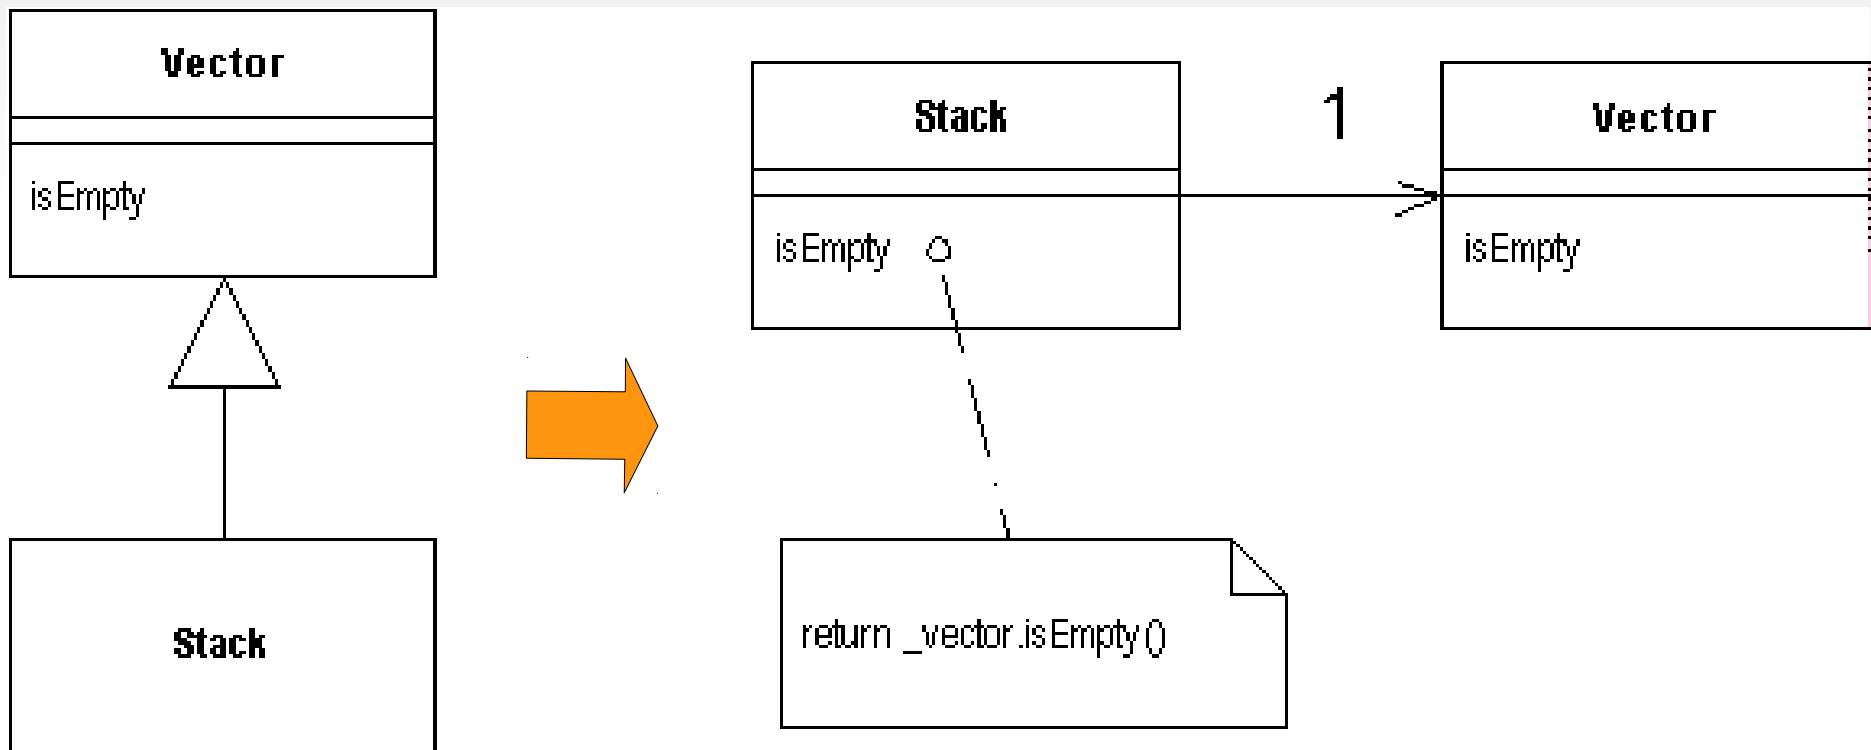 Vector
isEmpty
Stack
Stack
isEmpty
1
Vector
isEmpty
return _vector.isEmpty()